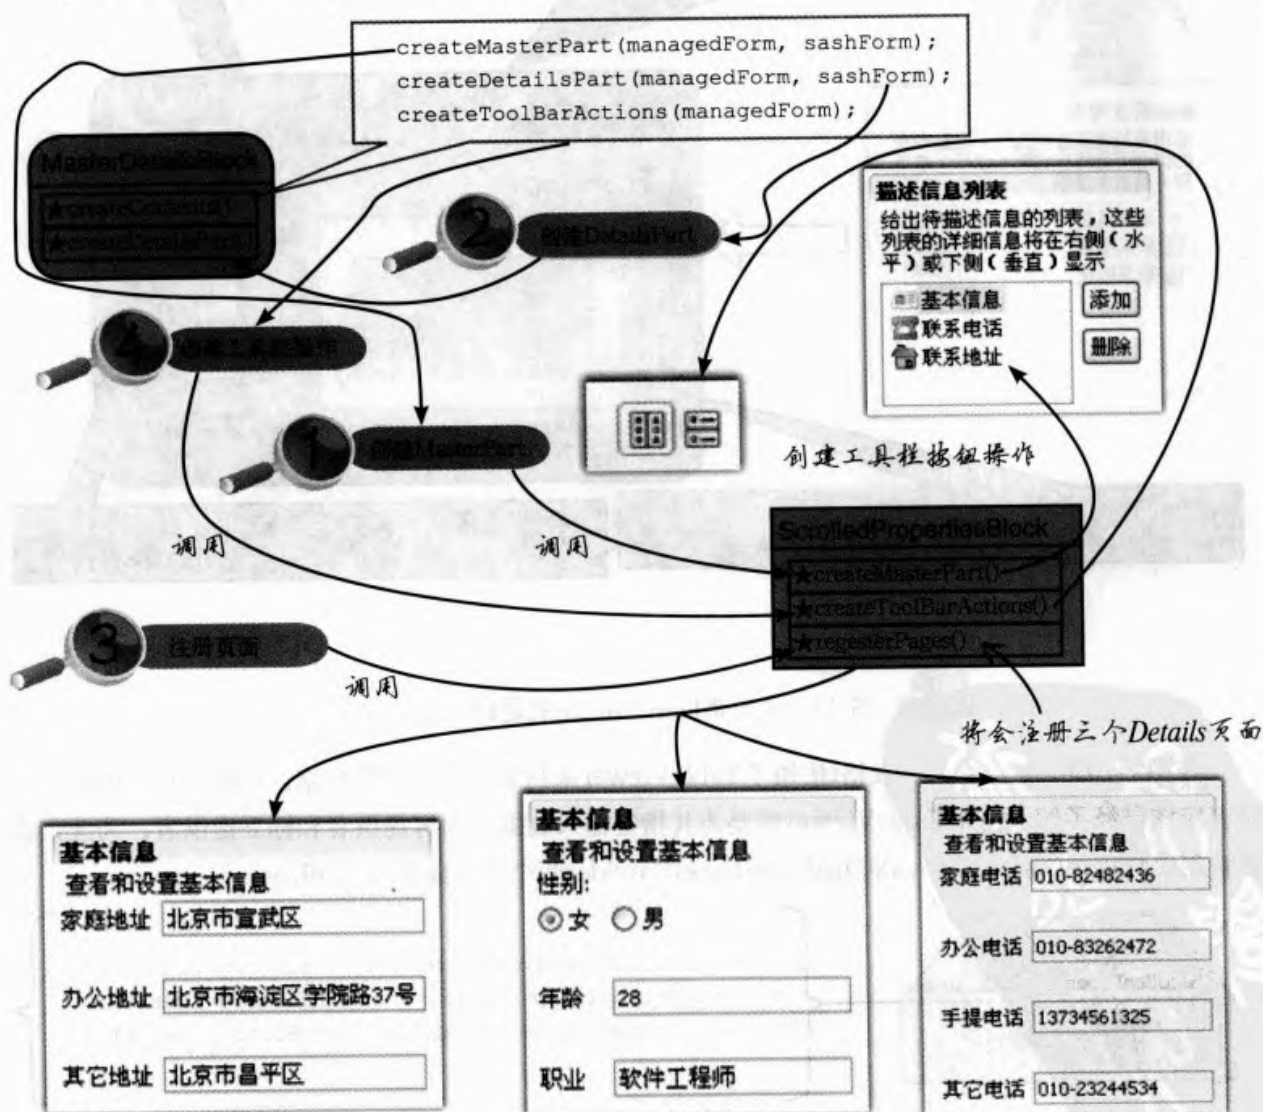 createMasterPart(managedForm, sashForm);
createDetailsPart(managedForm, sashForm);
createToolBarActions(managedForm);
MasterDetailsBlock
★createContents()
★createDetailsPart()
2
创建DetailsPart
描述信息列表
给出待描述信息的列表，这些
列表的详细信息将在右侧（水
平）或下侧（垂直）显示
基本信息
联系电话
联系地址
添加
删除
4
创建工具栏操作
1
创建MasterPart
创建工具栏按钮操作
调用
调用
ScrolledPropertiesBlock
★createMasterPart()
★createToolBarActions()
★regesterPages()
3
注册页面
调用
将会注册三个Details页面
基本信息
查看和设置基本信息
家庭地址 北京市宣武区
办公地址 北京市海淀区学院路37号
其它地址 北京市昌平区
基本信息
查看和设置基本信息
性别:
女 男
年龄 28
职业 软件工程师
基本信息
查看和设置基本信息
家庭电话 010-82482436
办公电话 010-83262472
手提电话 13734561325
其它电话 010-23244534